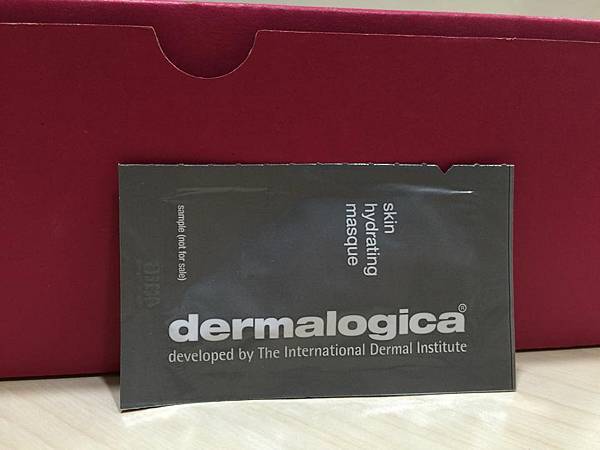 skin
hydrating
masque
sample (not for sale)
dermalogica®
developed by The International Dermal Institute